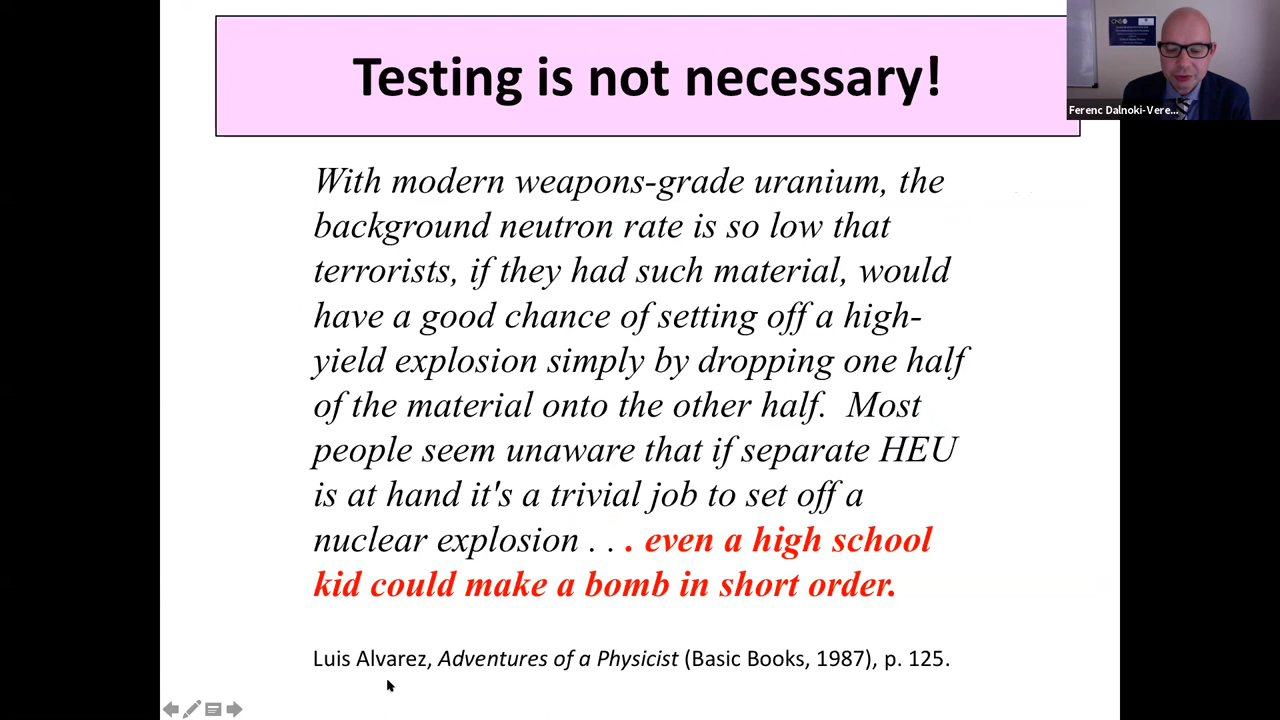 Testing is not necessary!
Ferenc Dalnoki-Vere...
With modern weapons-grade uranium, the
background neutron rate is so low that
terrorists, if they had such material, would
have a good chance of setting off a high-
yield explosion simply by dropping one half
of the material onto the other half.  Most
people seem unaware that if separate HEU
is at hand it's a trivial job to set off a
nuclear explosion . . . even a high school
kid could make a bomb in short order.
Luis Alvarez, Adventures of a Physicist (Basic Books, 1987), p. 125.